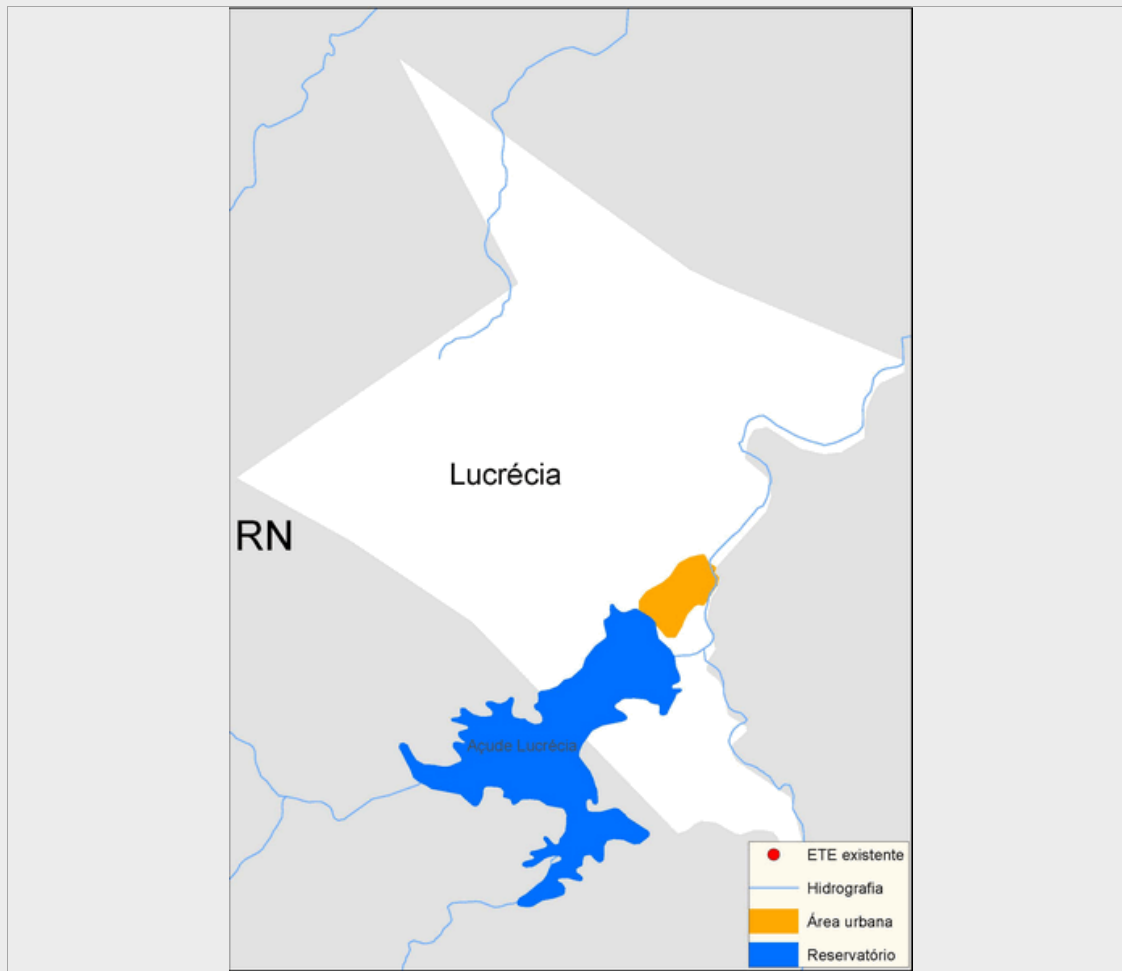 Lucrécia
RN
Açude Lucrécia
ETE existente
Hidrografia
Área urbana
Reservatório